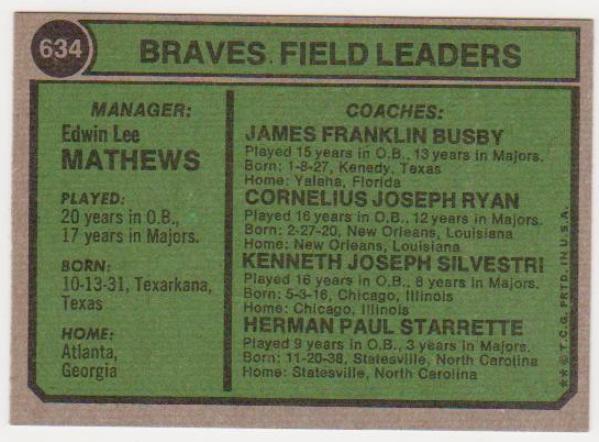 634
BRAVES FIELD LEADERS
MANAGER:
Edwin Lee
MATHEWS
PLAYED:
20 years in O.B.,
17 years in Majors.
BORN:
10-13-31, Texarkana,
Texas
HOME:
Atlanta,
Georgia
COACHES:
JAMES FRANKLIN BUSBY
Played 15 years in O.B., 13 years in Majors.
Born: 1-8-27, Kenedy, Texas
Home: Yalaha, Florida
CORNELIUS JOSEPH RYAN
Played 16 years in O.B., 12 years in Majors.
Born: 2-27-20, New Orleans, Louisiana
Home: New Orleans, Louisiana
KENNETH JOSEPH SILVESTRI
Played 16 years in O.B., 8 years in Majors.
Born: 5-3-16, Chicago, Illinois
Home: Chicago, Illinois
HERMAN PAUL STARRETTE
Played 9 years in O.B., 3 years in Majors.
Born: 11-20-38, Statesville, North Carolina
Home: Statesville, North Carolina
** © T.C.G. PRTD. IN U.S.A.